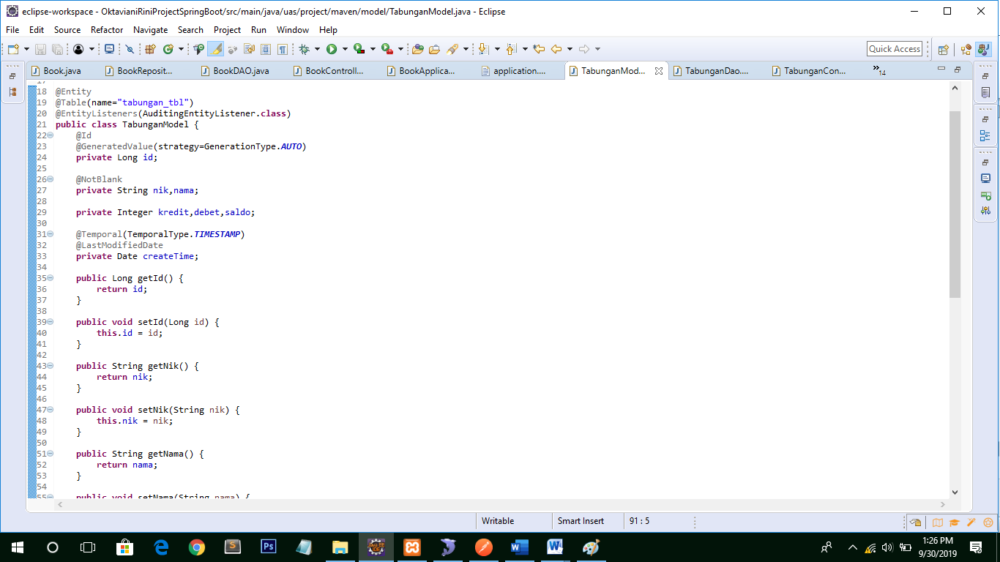 eclipse-workspace - OktavianiRiniProjectSpringBoot/src/main/java/uas/project/maven/model/TabunganModel.java - Eclipse
File Edit Source Refactor Navigate Search Project Run Window Help
Quick Access
Book.java BookReposit... BookDAO.java BookControll... BookApplica... application.... TabunganMod... TabunganDao.... TabunganCon... »14
18 @Entity
19 @Table(name="tabungan_tbl")
20 @EntityListeners(AuditingEntityListener.class)
21 public class TabunganModel {
22 @Id
23 @GeneratedValue(strategy=GenerationType.AUTO)
24 private Long id;
25
26 @NotBlank
27 private String nik,nama;
28
29 private Integer kredit,debet,saldo;
30
31 @Temporal(TemporalType.TIMESTAMP)
32 @LastModifiedDate
33 private Date createTime;
34
35 public Long getId() {
36 return id;
37 }
38
39 public void setId(Long id) {
40 this.id = id;
41 }
42
43 public String getNik() {
44 return nik;
45 }
46
47 public void setNik(String nik) {
48 this.nik = nik;
49 }
50
51 public String getNama() {
52 return nama;
53 }
54
55 public void setNama(String nama) {
Writable Smart Insert 91 : 5
1:26 PM
9/30/2019